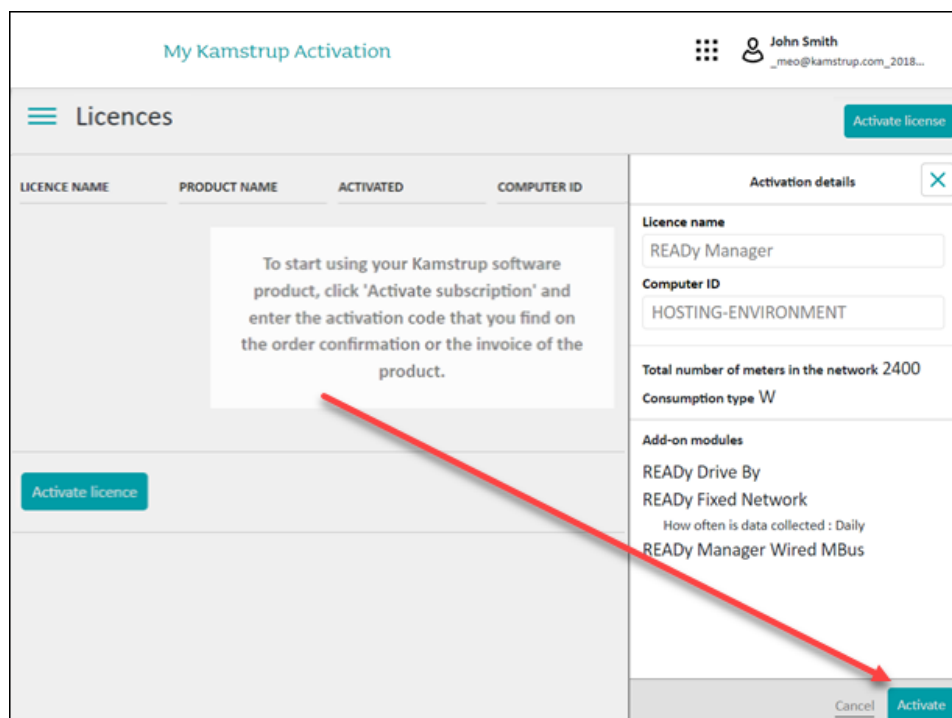 My Kamstrup Activation
John Smith
_meo@kamstrup.com_2018...
Licences
Activate license
LICENCE NAME PRODUCT NAME ACTIVATED COMPUTER ID
To start using your Kamstrup software
product, click 'Activate subscription' and
enter the activation code that you find on
the order confirmation or the invoice of the
product.
Activate licence
Activation details
Licence name
READy Manager
Computer ID
HOSTING-ENVIRONMENT
Total number of meters in the network 2400
Consumption type W
Add-on modules
READy Drive By
READy Fixed Network
How often is data collected : Daily
READy Manager Wired MBus
Cancel Activate